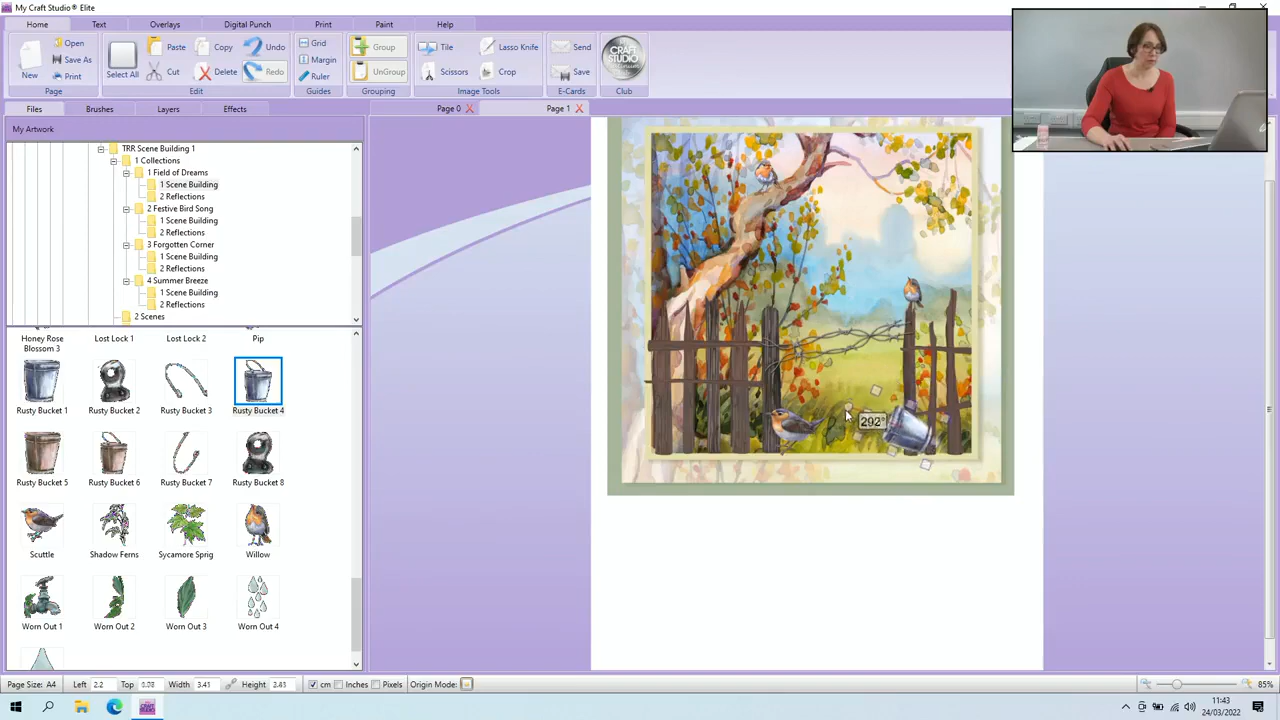 My Craft Studio® Elite
Home Text Overlays Digital Punch Print Paint Help
New Open Save As Print Page
Select All Paste Cut Copy Delete Undo Redo Edit
Grid Margin Ruler Guides
Group UnGroup Grouping
Tile Scissors Lasso Knife Crop Image Tools
Send Save E-Cards
MY CRAFT STUDIO Club
Files Brushes Layers Effects
Page 0 Page 1
My Artwork
TRR Scene Building 1
1 Collections
1 Field of Dreams
1 Scene Building
2 Reflections
2 Festive Bird Song
1 Scene Building
2 Reflections
3 Forgotten Corner
1 Scene Building
2 Reflections
4 Summer Breeze
1 Scene Building
2 Reflections
2 Scenes
Honey Rose Blossom 3 Lost Lock 1 Lost Lock 2 Pip
Rusty Bucket 1 Rusty Bucket 2 Rusty Bucket 3 Rusty Bucket 4
Rusty Bucket 5 Rusty Bucket 6 Rusty Bucket 7 Rusty Bucket 8
Scuttle Shadow Ferns Sycamore Sprig Willow
Worn Out 1 Worn Out 2 Worn Out 3 Worn Out 4
292°
Page Size: A4 Left 2.2 Top Width 3.41 Height cm Inches Pixels Origin Mode: 85%
11:43
24/03/2022